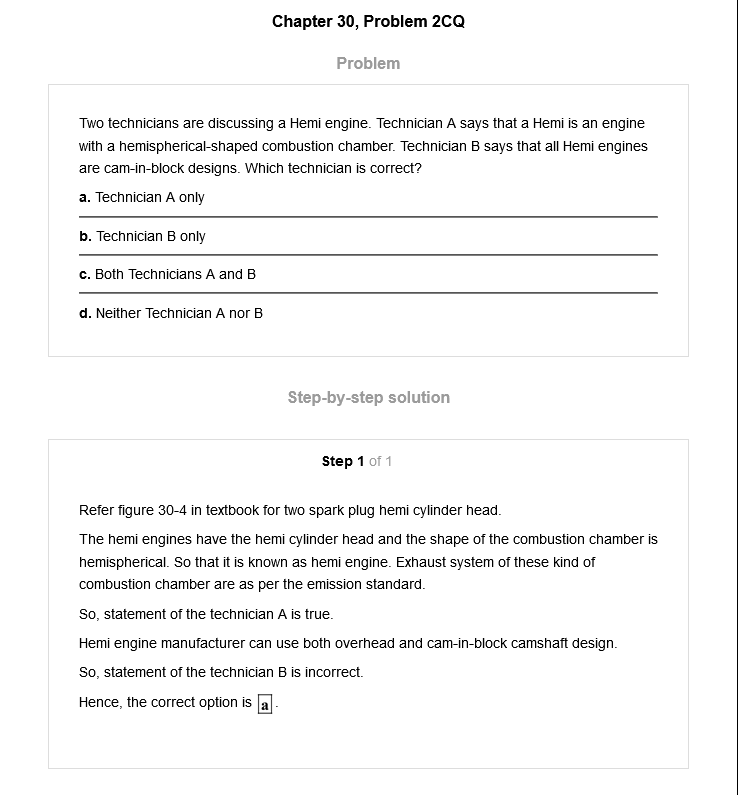 Chapter 30, Problem 2CQ
Problem
Two technicians are discussing a Hemi engine. Technician A says that a Hemi is an engine
with a hemispherical-shaped combustion chamber. Technician B says that all Hemi engines
are cam-in-block designs. Which technician is correct?
a. Technician A only
b. Technician B only
c. Both Technicians A and B
d. Neither Technician A nor B
Step-by-step solution
Step 1 of 1
Refer figure 30-4 in textbook for two spark plug hemi cylinder head.
The hemi engines have the hemi cylinder head and the shape of the combustion chamber is
hemispherical. So that it is known as hemi engine. Exhaust system of these kind of
combustion chamber are as per the emission standard.
So, statement of the technician A is true.
Hemi engine manufacturer can use both overhead and cam-in-block camshaft design.
So, statement of the technician B is incorrect.
Hence, the correct option is a.